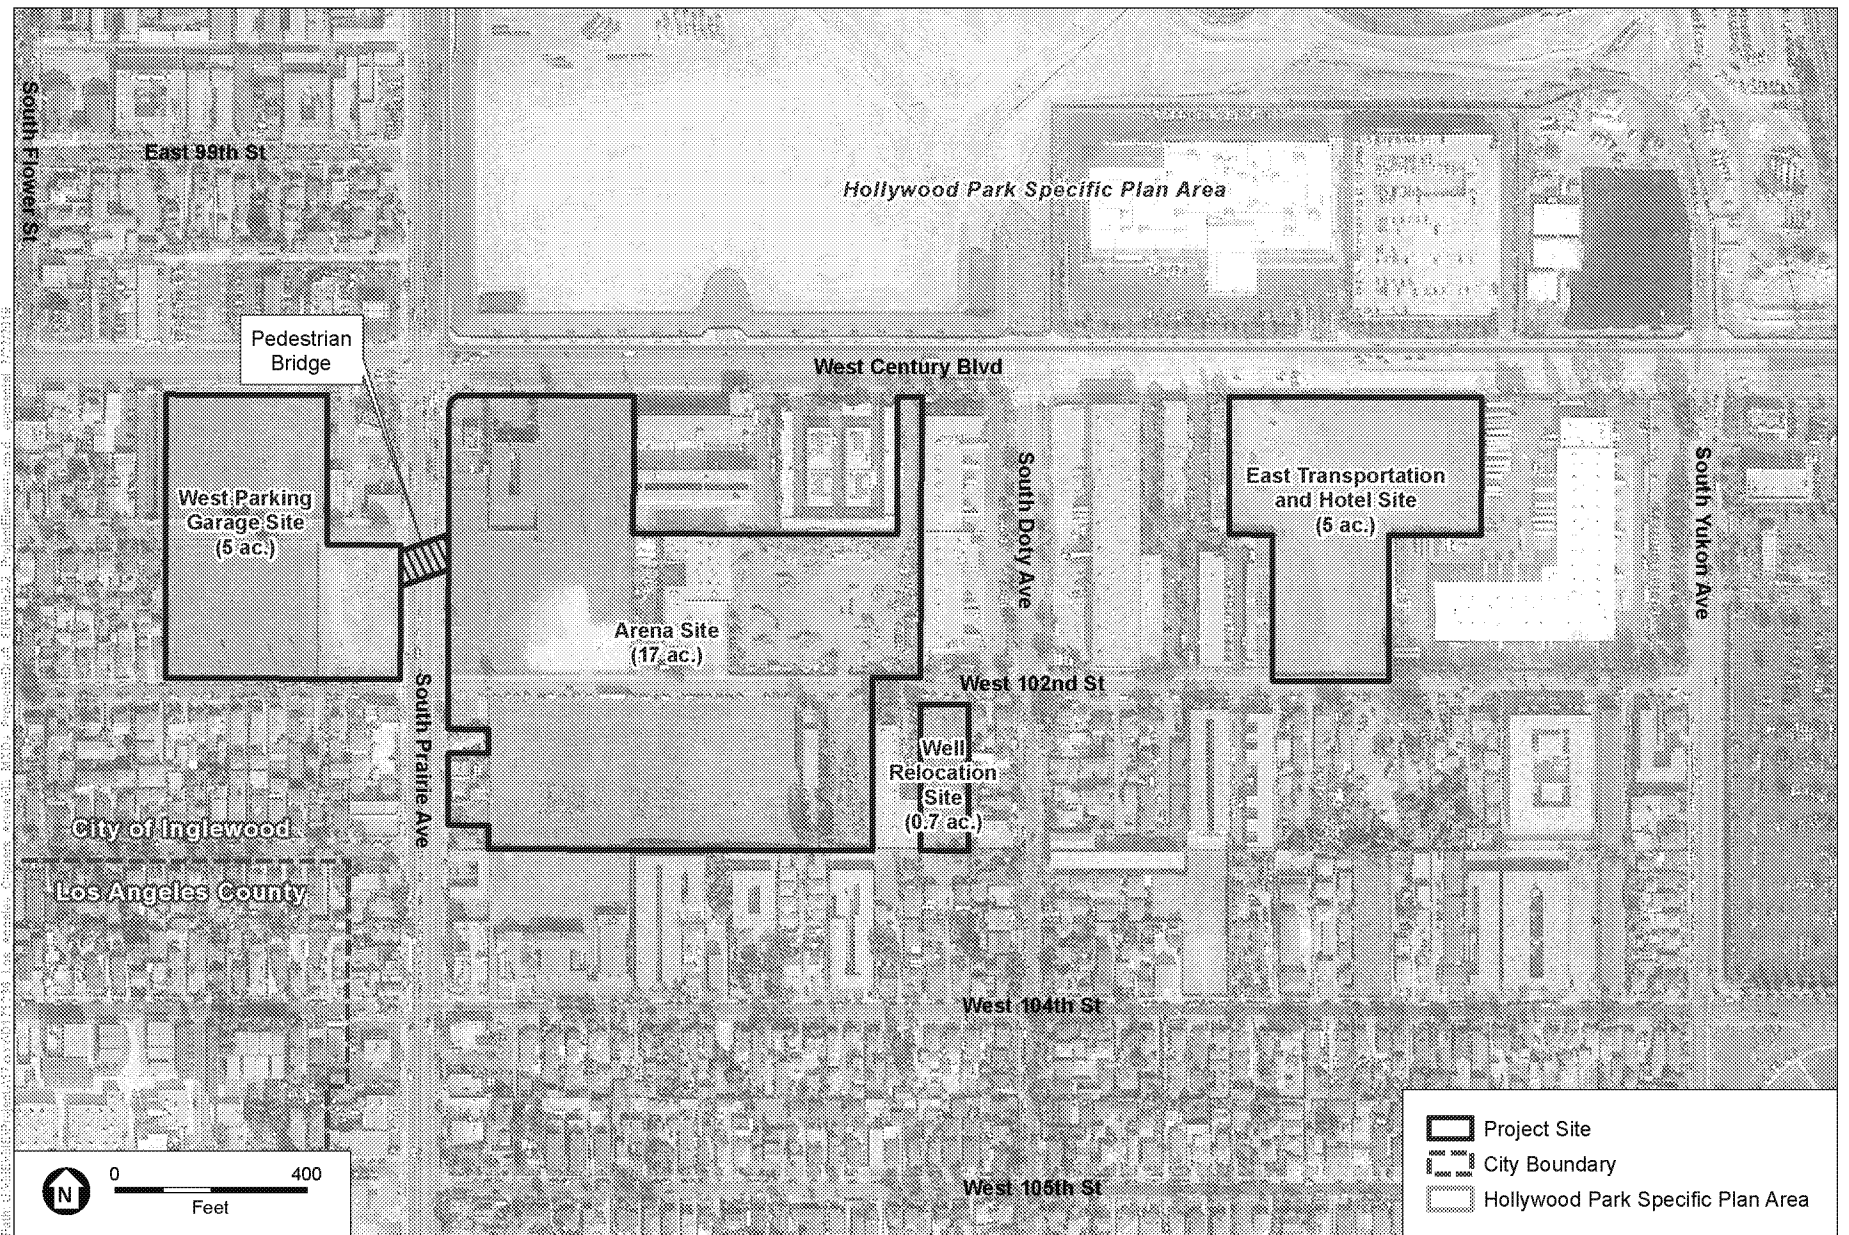 South Flower St
East 99th St
Hollywood Park Specific Plan Area
Pedestrian
Bridge
West Century Blvd
West Parking
Garage Site
(5 ac.)
South Doty Ave
East Transportation
and Hotel Site
(5 ac.)
South Yukon Ave
Arena Site
(17 ac.)
West 102nd St
South Prairie Ave
Well
Relocation
Site
(0.7 ac.)
City of Inglewood
Los Angeles County
West 104th St
West 105th St
N
0 400
Feet
Project Site
City Boundary
Hollywood Park Specific Plan Area